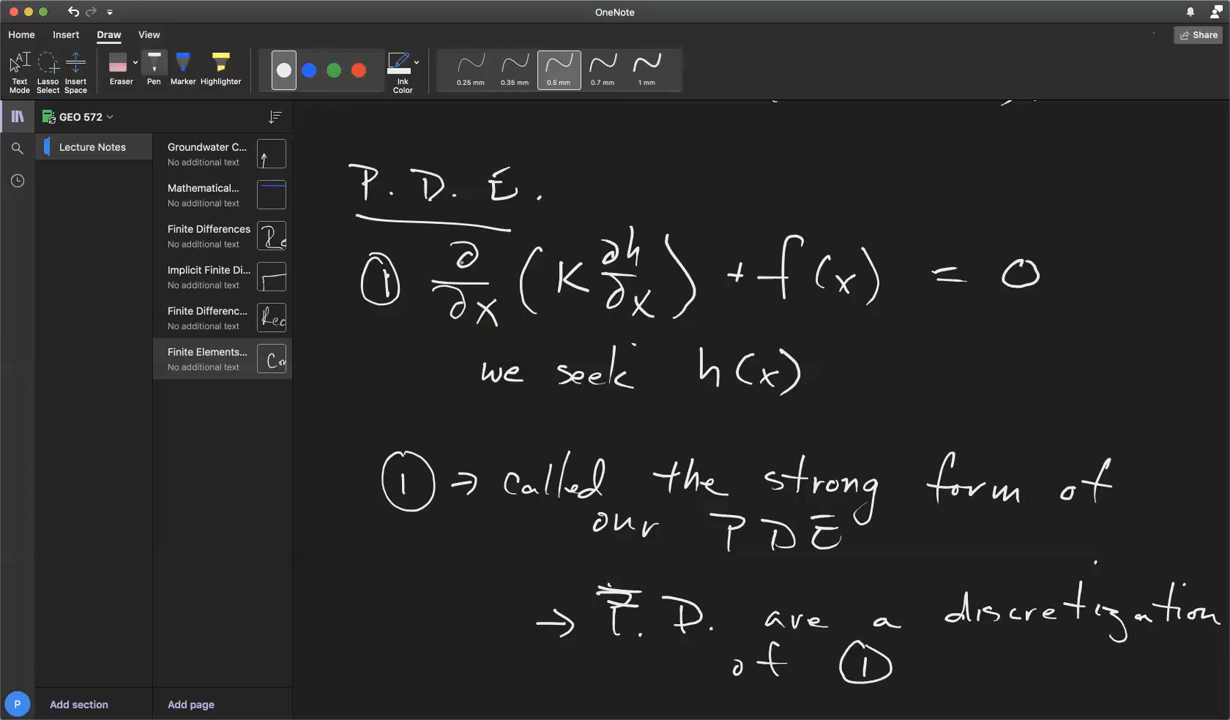 OneNote
Home Insert Draw View
Share
Text Mode
Lasso Select
Insert Space
Eraser
Pen
Marker
Highlighter
Ink Color
0.25 mm
0.35 mm
0.5 mm
0.7 mm
1 mm
GEO 572
Lecture Notes
Groundwater C...
No additional text
Mathematical...
No additional text
Finite Differences
No additional text
Implicit Finite Di...
No additional text
Finite Differenc...
No additional text
Finite Elements...
No additional text
P. D. E.
① ∂/∂x (K ∂h/∂x) + f(x) = 0
we seek h(x)
① → called the strong form of
our PDE
→ F. D. are a discretization
of ①
P
Add section
Add page